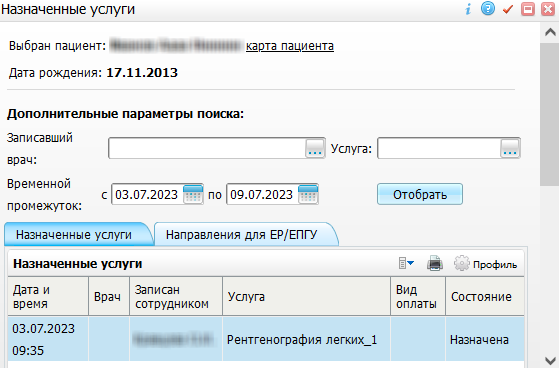 Назначенные услуги
Выбран пациент: карта пациента
Дата рождения: 17.11.2013
Дополнительные параметры поиска:
Записавший врач: ... Услуга: ...
Временной промежуток: с 03.07.2023 по 09.07.2023 Отобрать
Назначенные услуги Направления для ЕР/ЕПГУ
Назначенные услуги Профиль
Дата и время Врач Записан сотрудником Услуга Вид оплаты Состояние
03.07.2023 09:35 Рентгенография легких_1 Назначена